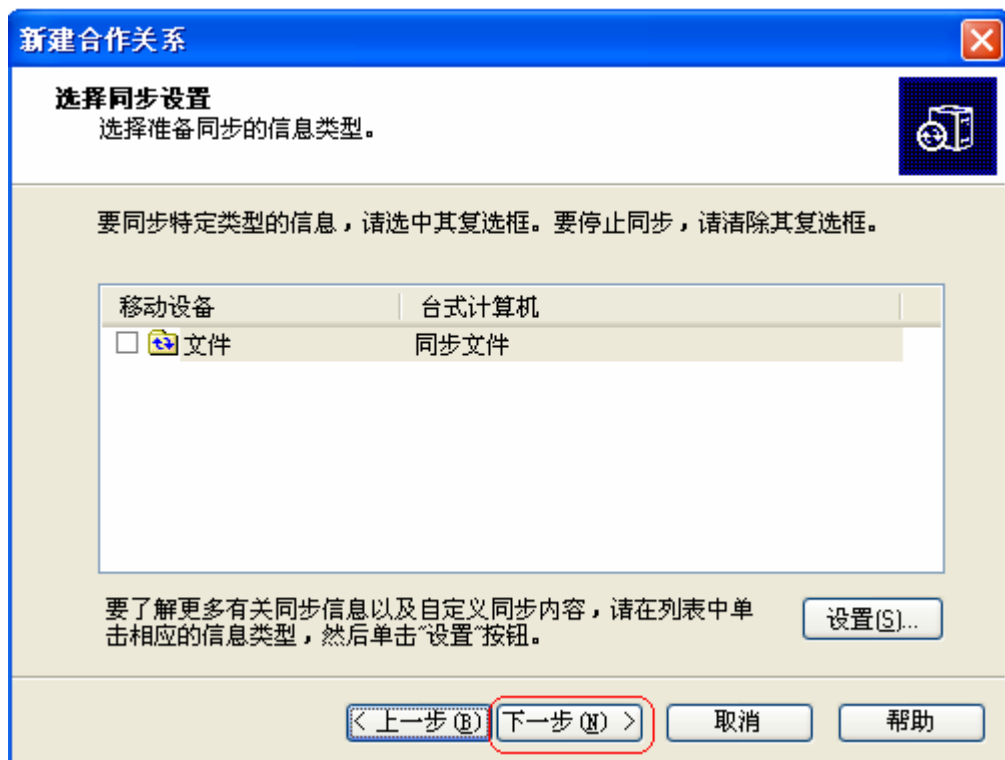 新建合作关系
选择同步设置
选择准备同步的信息类型。
要同步特定类型的信息，请选中其复选框。要停止同步，请清除其复选框。
移动设备 台式计算机
文件 同步文件
要了解更多有关同步信息以及自定义同步内容，请在列表中单
击相应的信息类型，然后单击"设置"按钮。
设置(S)...
< 上一步(B) 下一步(N) > 取消 帮助